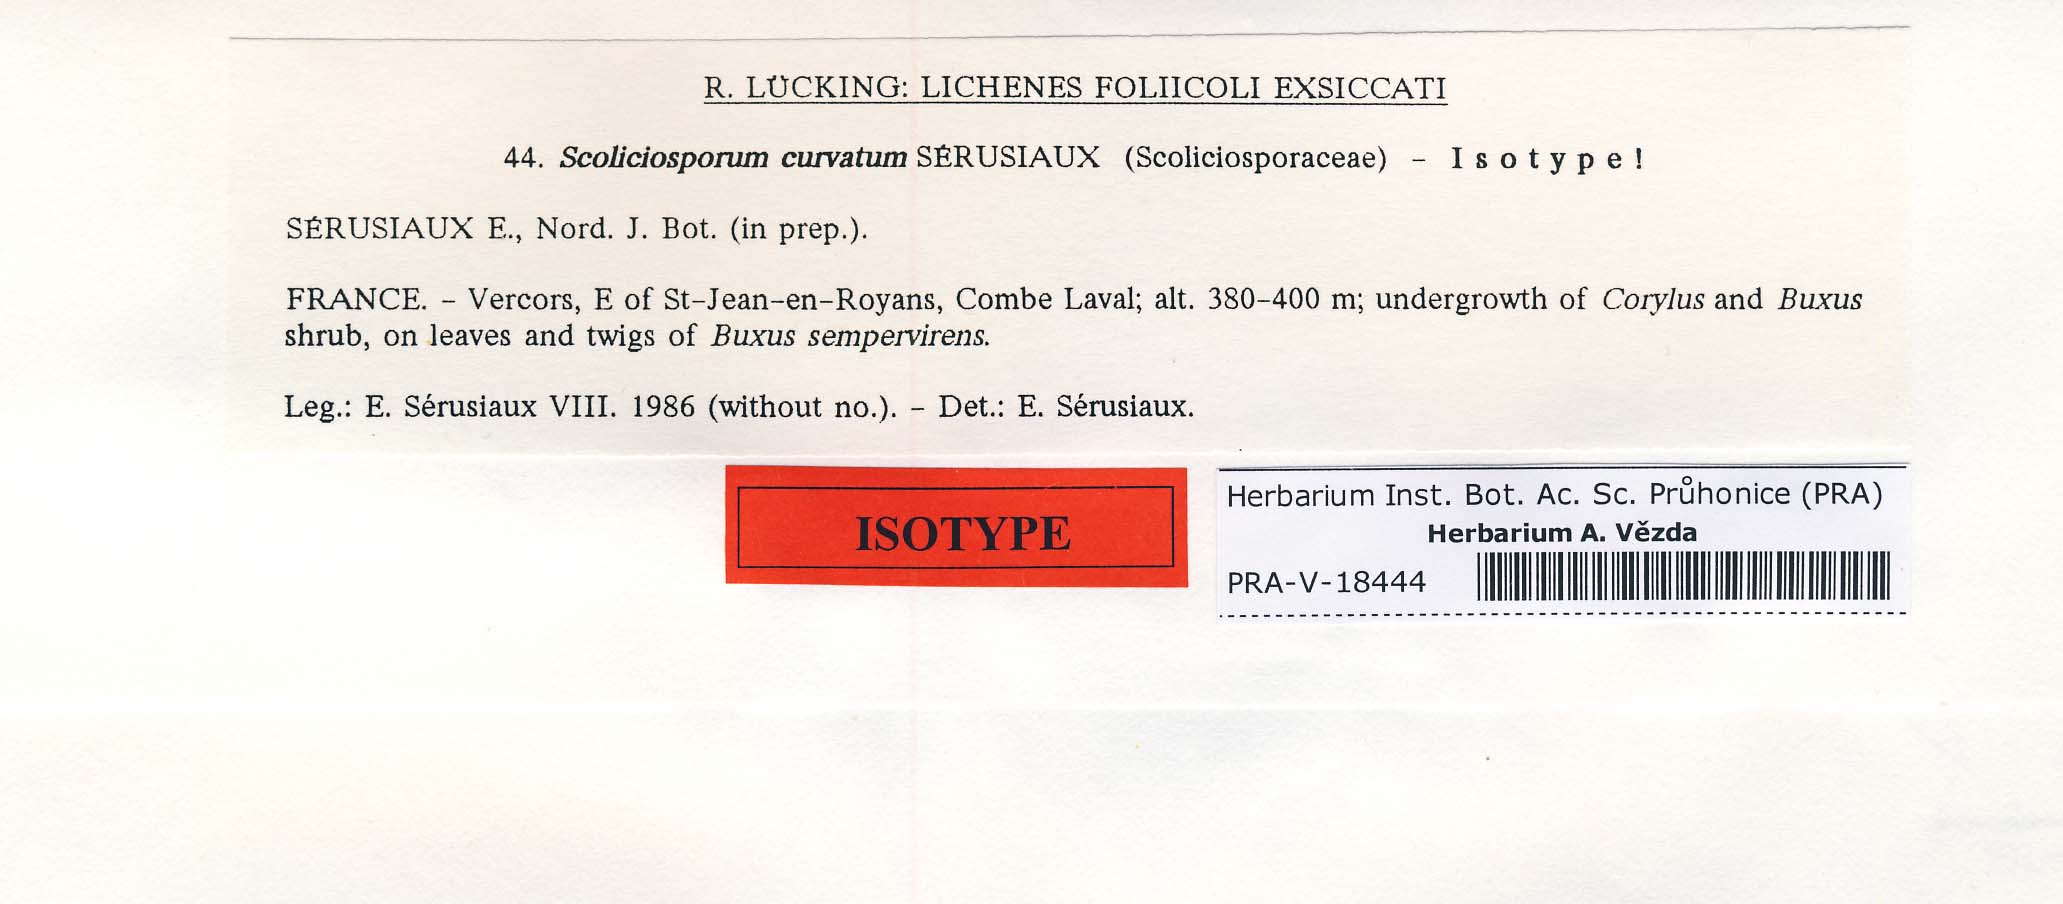 R. LÜCKING: LICHENES FOLIICOLI EXSICCATI
44. Scoliciosporum curvatum SÉRUSIAUX (Scoliciosporaceae) - Isotype!
SÉRUSIAUX E., Nord. J. Bot. (in prep.).
FRANCE. - Vercors, E of St-Jean-en-Royans, Combe Laval; alt. 380-400 m; undergrowth of Corylus and Buxus
shrub, on leaves and twigs of Buxus sempervirens.
Leg.: E. Sérusiaux VIII. 1986 (without no.). - Det.: E. Sérusiaux.
ISOTYPE
Herbarium Inst. Bot. Ac. Sc. Průhonice (PRA)
Herbarium A. Vězda
PRA-V-18444